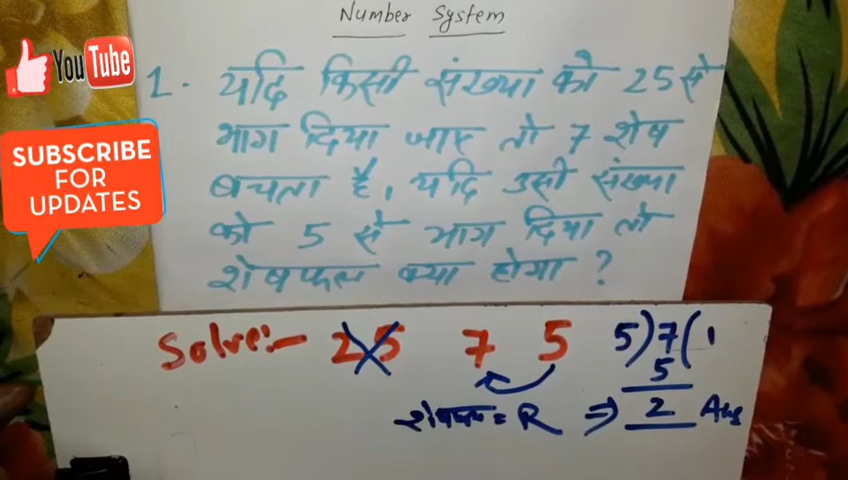 Number System
YouTube
1. यदि किसी संख्या को 25 से
भाग दिया जाए तो 7 शेष
बचता है, यदि उसी संख्या
को 5 से भाग दिया तो
शेषफल क्या होगा ?
SUBSCRIBE
FOR
UPDATES
Solve:- 25 7 5 5)7(1
5
शेषफल = R ⇒ 2 Ans